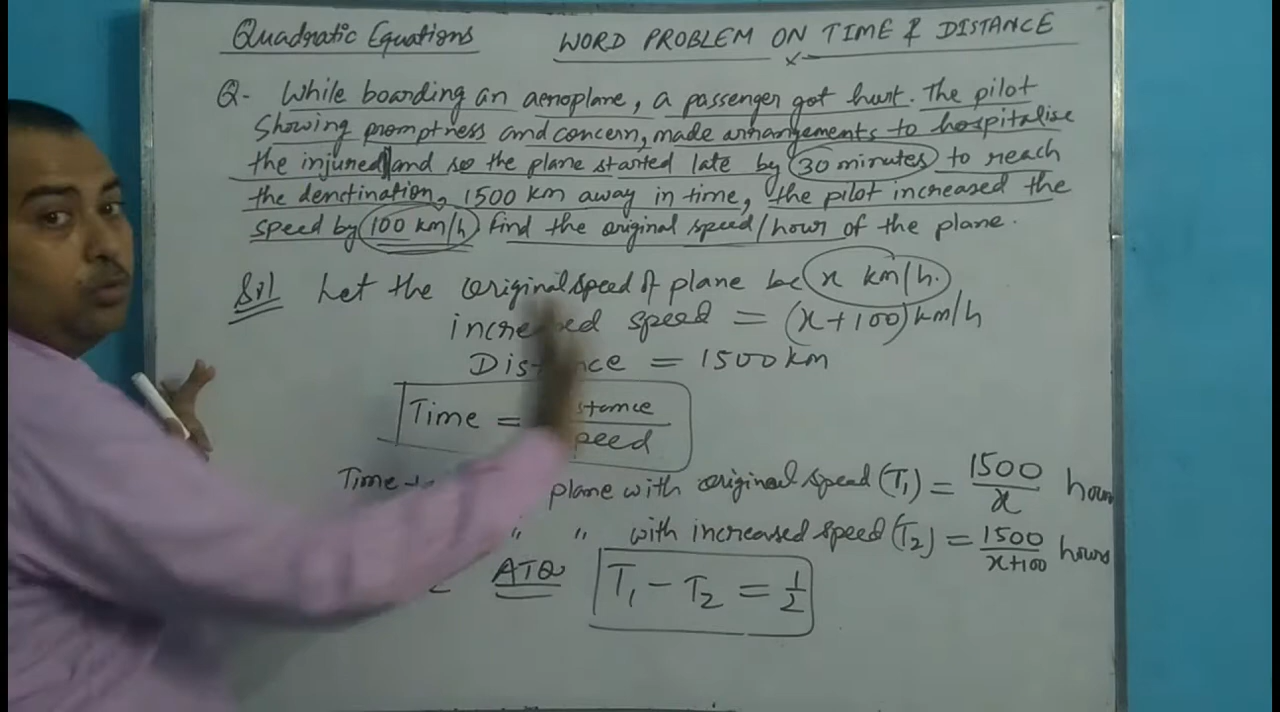 Quadratic Equations WORD PROBLEM ON TIME & DISTANCE
Q- While boarding an aeroplane, a passenger got hurt. The pilot
Showing promptness and concern, made arrangements to hospitalise
the injured and so the plane started late by 30 minutes to reach
the denctination, 1500 km away in time, the pilot increased the
speed by 100 km/h Find the original speed/hour of the plane.
Sol Let the original speed of plane be x km/h.
increased speed = (x+100) km/h
= 1500 km
Time =
Time plane with original speed (T1) = 1500/x hours
" " with increased speed (T2) = 1500/x+100 hours
ATQ T1 - T2 = 1/2